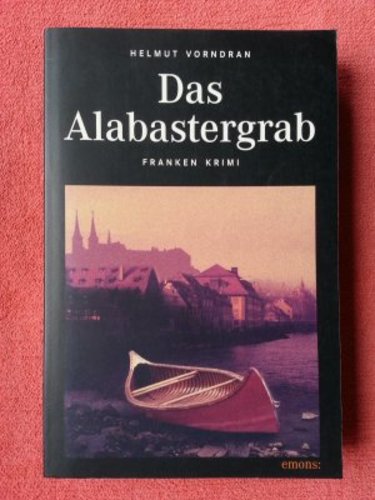 HELMUT VORNDRAN
Das
Alabastergrab
FRANKEN KRIMI
emons: